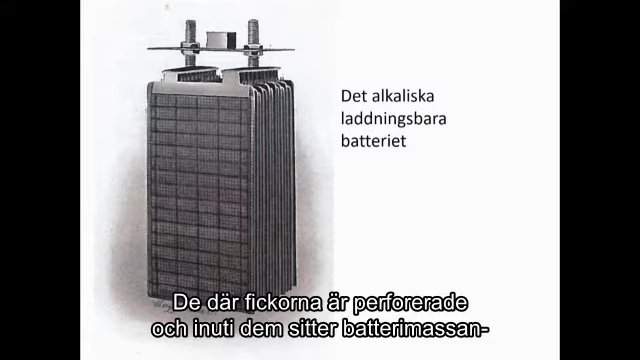 Det alkaliska
laddningsbara
batteriet
De där fickorna är perforerade
och inuti dem sitter batterimassan-